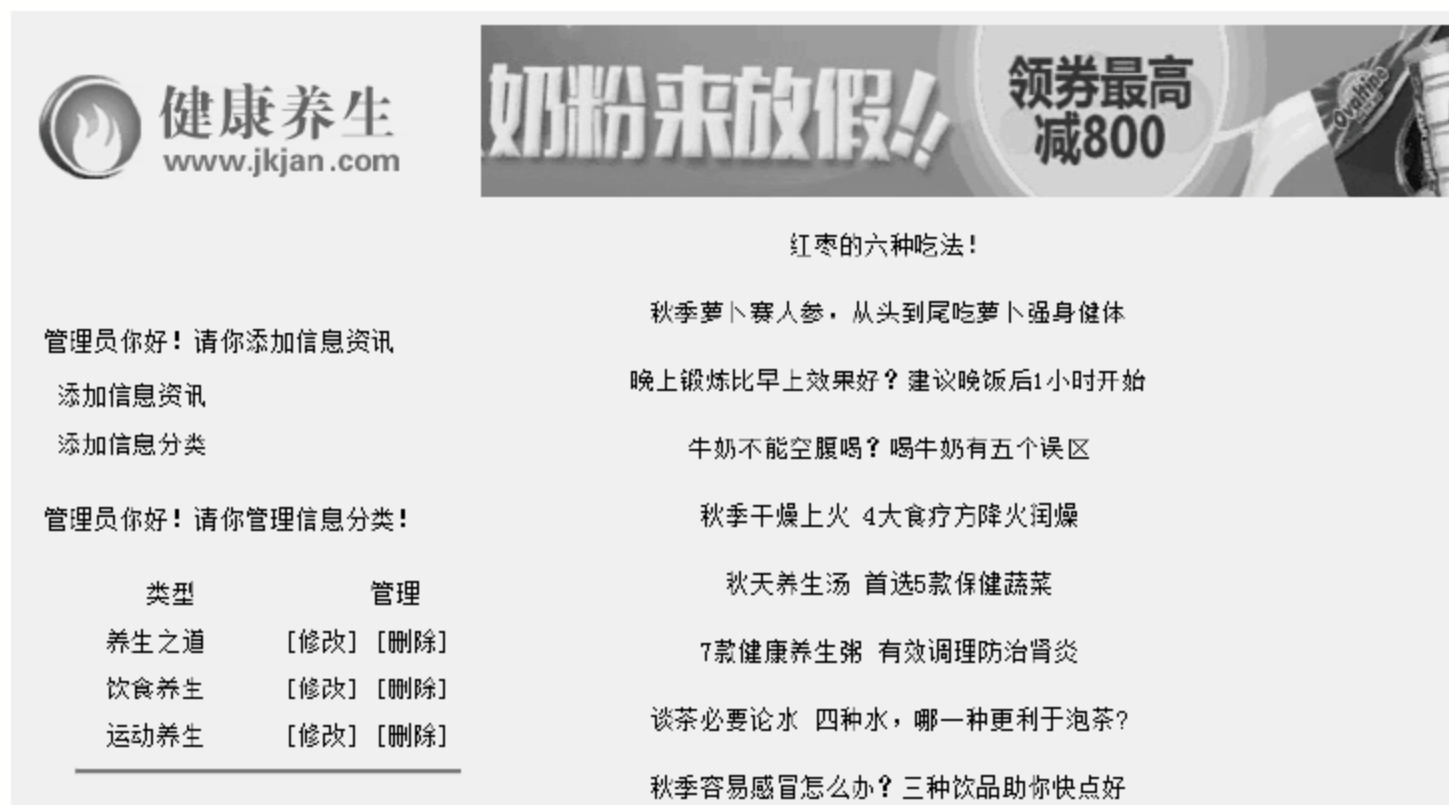 健康养生
www.jkjan.com
奶粉来放假!!
领券最高
减800
Ovaltine
管理员你好！请你添加信息资讯
添加信息资讯
添加信息分类
管理员你好！请你管理信息分类！
类型 管理
养生之道 [修改] [删除]
饮食养生 [修改] [删除]
运动养生 [修改] [删除]
红枣的六种吃法！
秋季萝卜赛人参，从头到尾吃萝卜强身健体
晚上锻炼比早上效果好？建议晚饭后1小时开始
牛奶不能空腹喝？喝牛奶有五个误区
秋季干燥上火 4大食疗方降火润燥
秋天养生汤 首选5款保健蔬菜
7款健康养生粥 有效调理防治肾炎
谈茶必要论水 四种水，哪一种更利于泡茶?
秋季容易感冒怎么办？三种饮品助你快点好